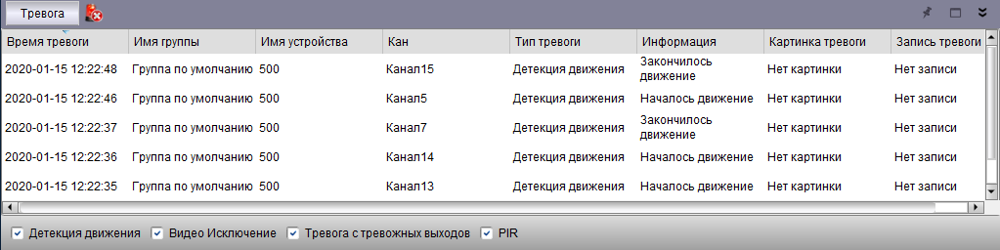 Тревога
Время тревоги Имя группы Имя устройства Кан Тип тревоги Информация Картинка тревоги Запись тревоги
2020-01-15 12:22:48 Группа по умолчанию 500 Канал15 Детекция движения Закончилось движение Нет картинки Нет записи
2020-01-15 12:22:46 Группа по умолчанию 500 Канал5 Детекция движения Началось движение Нет картинки Нет записи
2020-01-15 12:22:37 Группа по умолчанию 500 Канал7 Детекция движения Закончилось движение Нет картинки Нет записи
2020-01-15 12:22:36 Группа по умолчанию 500 Канал14 Детекция движения Началось движение Нет картинки Нет записи
2020-01-15 12:22:35 Группа по умолчанию 500 Канал13 Детекция движения Началось движение Нет картинки Нет записи
Детекция движения Видео Исключение Тревога с тревожных выходов PIR